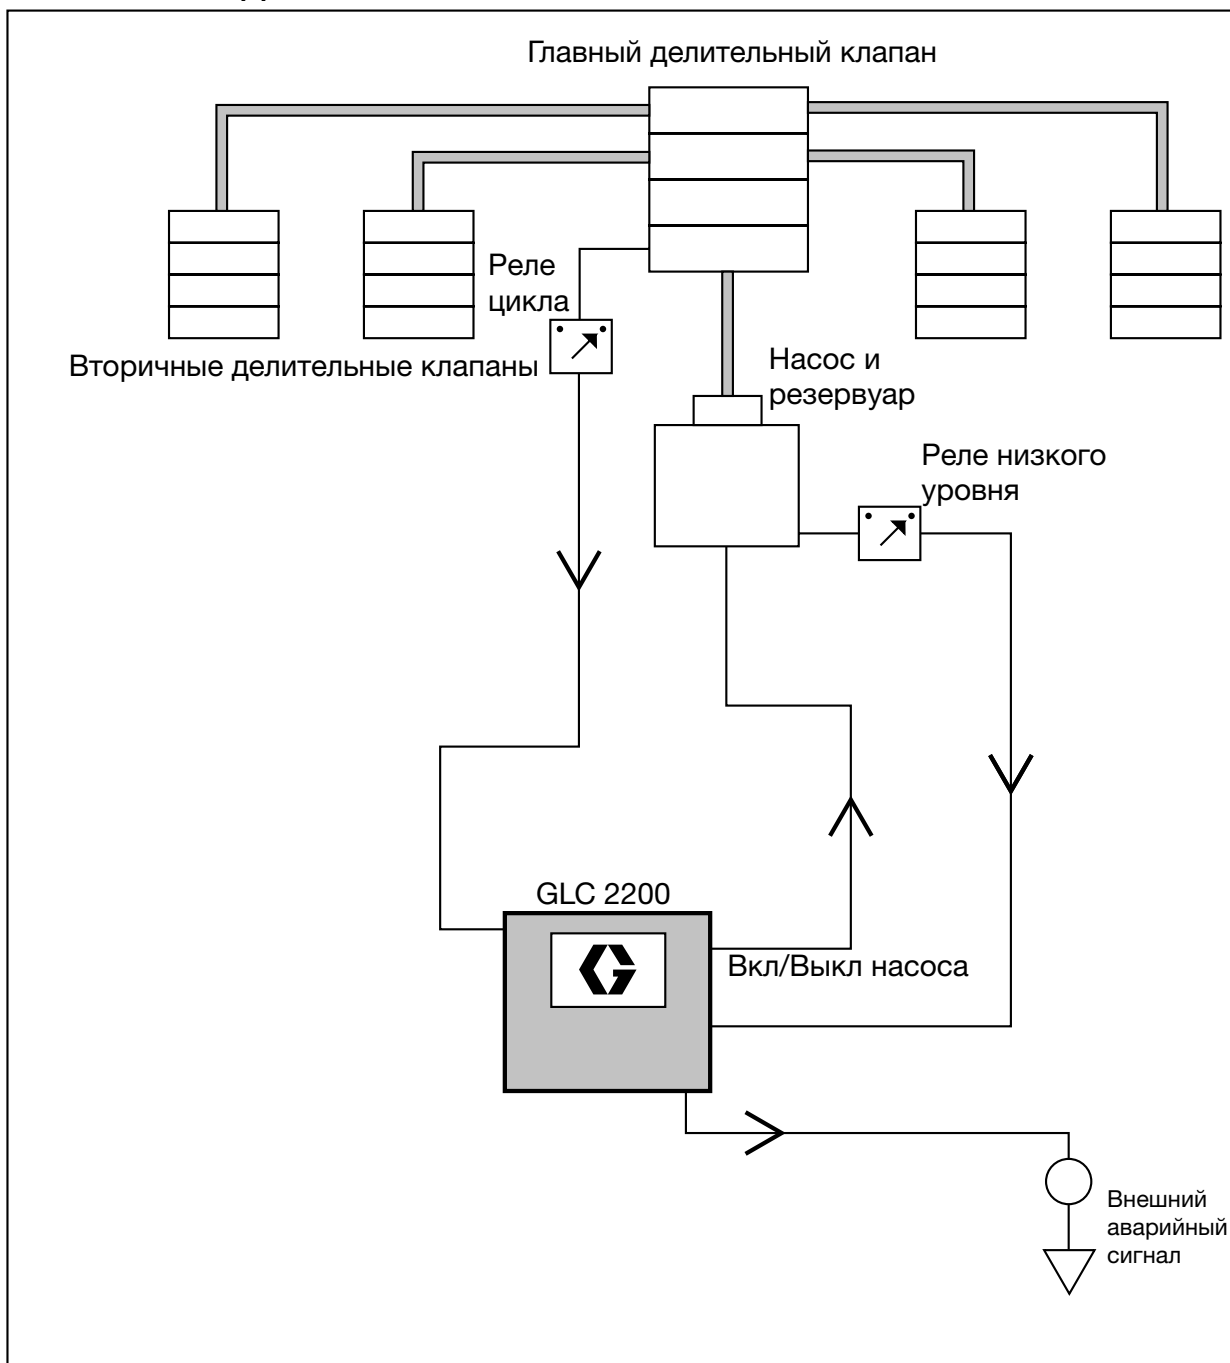 Главный делительный клапан
Реле
цикла
Вторичные делительные клапаны
Насос и
резервуар
Реле низкого
уровня
GLC 2200
Вкл/Выкл насоса
Внешний
аварийный
сигнал